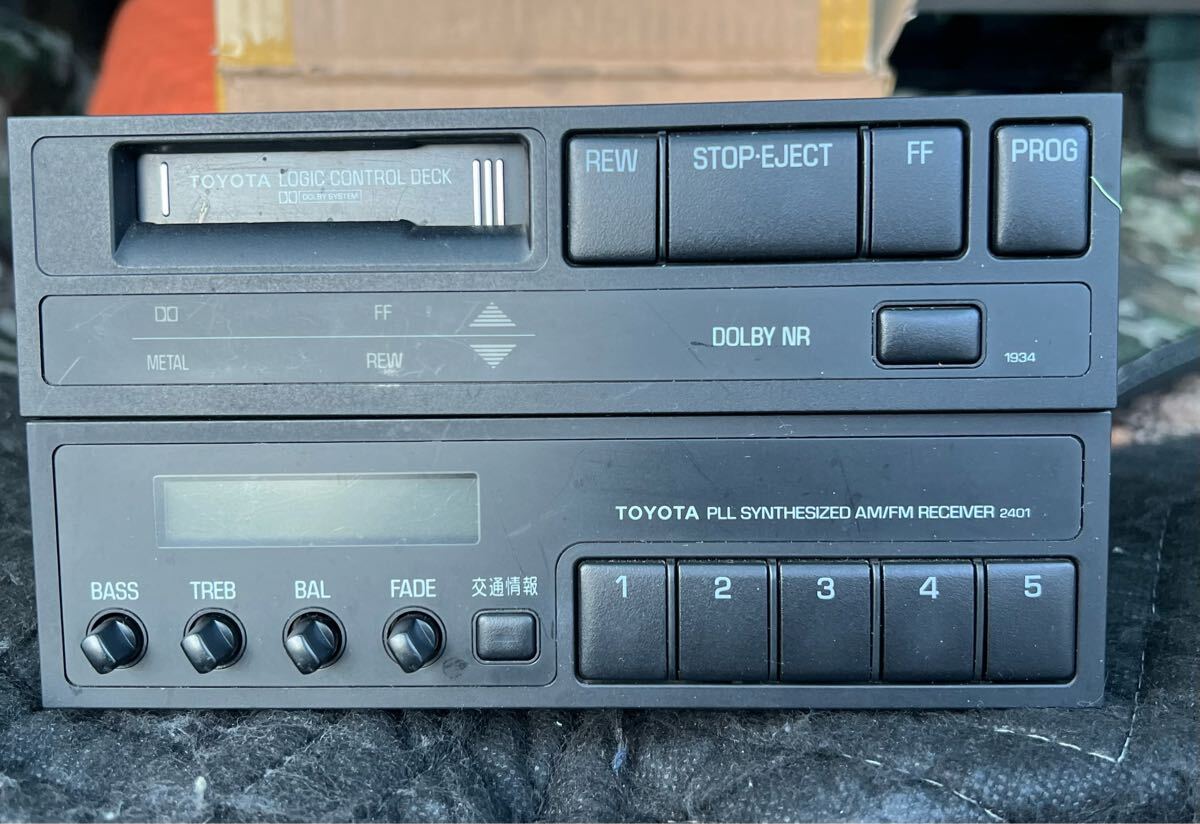 TOYOTA LOGIC CONTROL DECK
DOLBY SYSTEM
REW
STOP·EJECT
FF
PROG
FF
METAL
REW
DOLBY NR
1934
TOYOTA PLL SYNTHESIZED AM/FM RECEIVER 2401
BASS
TREB
BAL
FADE
交通情報
1
2
3
4
5